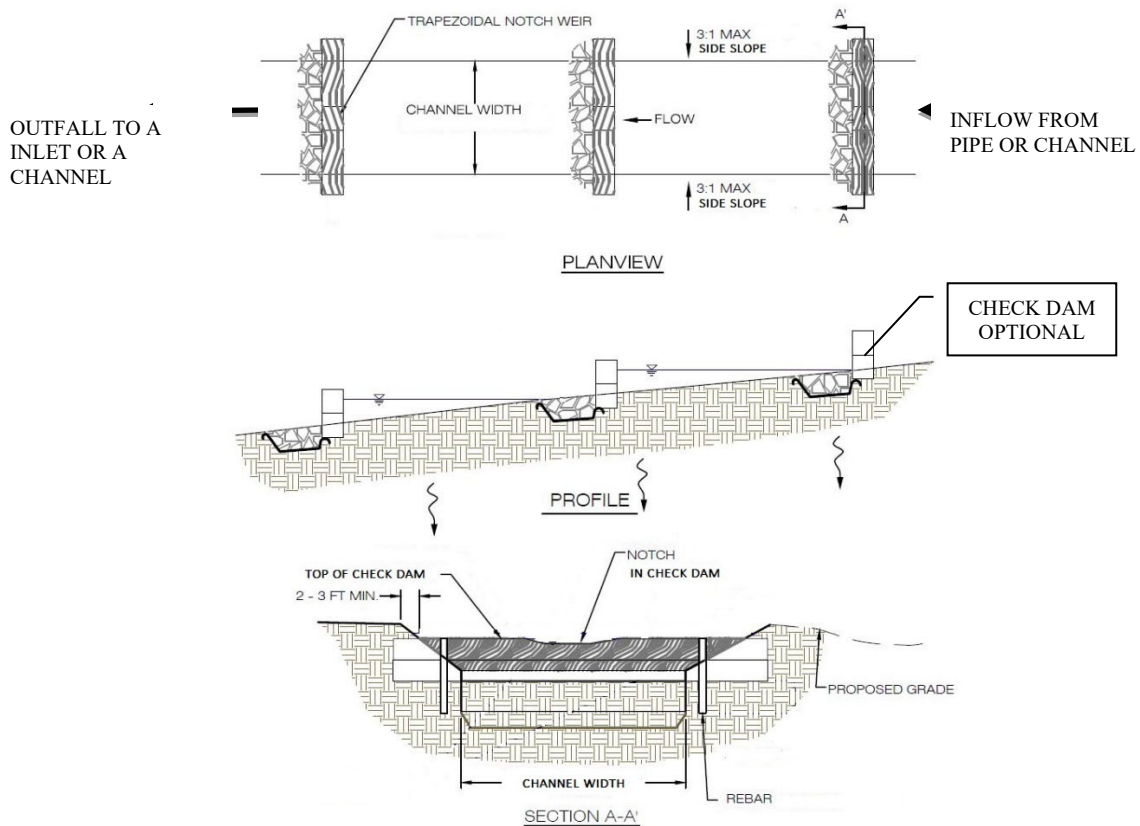 TRAPEZOIDAL NOTCH WEIR
3:1 MAX
SIDE SLOPE
A'
OUTFALL TO A
INLET OR A
CHANNEL
CHANNEL WIDTH
FLOW
INFLOW FROM
PIPE OR CHANNEL
3:1 MAX
SIDE SLOPE
A
PLANVIEW
CHECK DAM
OPTIONAL
PROFILE
NOTCH
IN CHECK DAM
TOP OF CHECK DAM
2 - 3 FT MIN.
PROPOSED GRADE
CHANNEL WIDTH
REBAR
SECTION A-A'